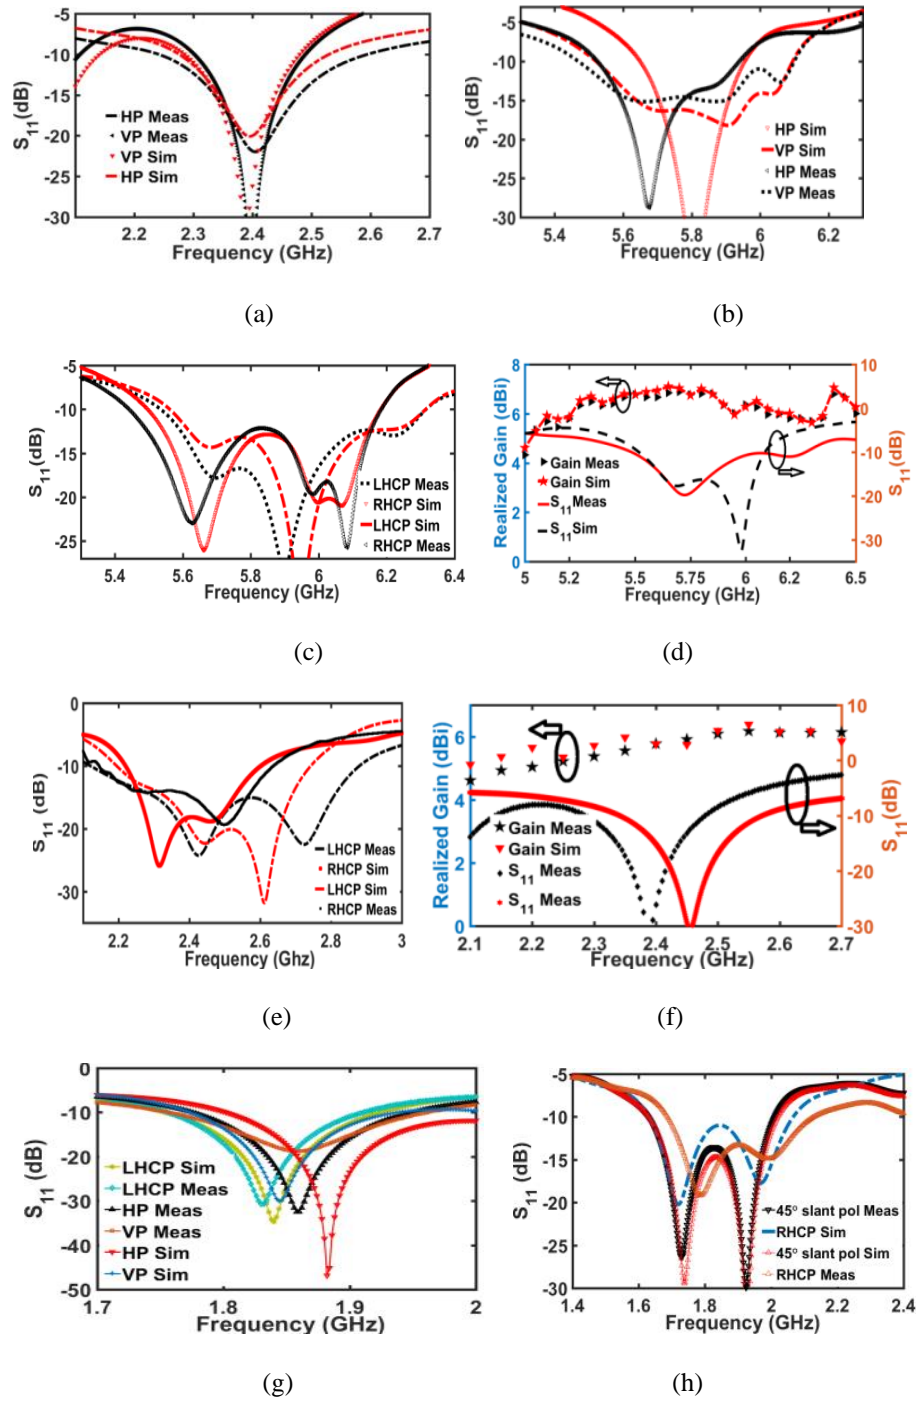 -5
-10
-15
-20
-25
-30
S11(dB)
HP Meas
VP Meas
VP Sim
HP Sim
2.2 2.3 2.4 2.5 2.6 2.7
Frequency (GHz)
(a)
-5
-10
-15
-20
-25
-30
S11(dB)
HP Sim
VP Sim
HP Meas
VP Meas
5.4 5.6 5.8 6 6.2
Frequency (GHz)
(b)
-5
-10
-15
-20
-25
S11(dB)
LHCP Meas
RHCP Sim
LHCP Sim
RHCP Meas
5.4 5.6 5.8 6 6.2 6.4
Frequency (GHz)
(c)
8
6
4
2
0
Realized Gain (dBi)
Gain Meas
Gain Sim
S11Meas
S11Sim
10
0
-10
-20
-30
S11(dB)
5 5.2 5.5 5.75 6 6.2 6.5
Frequency (GHz)
(d)
0
-10
-20
-30
S11 (dB)
LHCP Meas
RHCP Sim
LHCP Sim
RHCP Meas
2.2 2.4 2.6 2.8 3
Frequency (Ghz)
(e)
6
4
2
0
Realized Gain (dBi)
Gain Meas
Gain Sim
S11 Meas
S11 Meas
10
0
-10
-20
-30
S11(dB)
2.1 2.2 2.3 2.4 2.5 2.6 2.7
Frequency (GHz)
(f)
0
-10
-20
-30
-40
-50
S11 (dB)
LHCP Sim
LHCP Meas
HP Meas
VP Meas
HP Sim
VP Sim
1.7 1.8 1.9 2
Frequency (GHz)
(g)
-5
-10
-15
-20
-25
-30
S11 (dB)
45º slant pol Meas
RHCP Sim
45º slant pol Sim
RHCP Meas
1.4 1.6 1.8 2 2.2 2.4
Frequency (GHz)
(h)